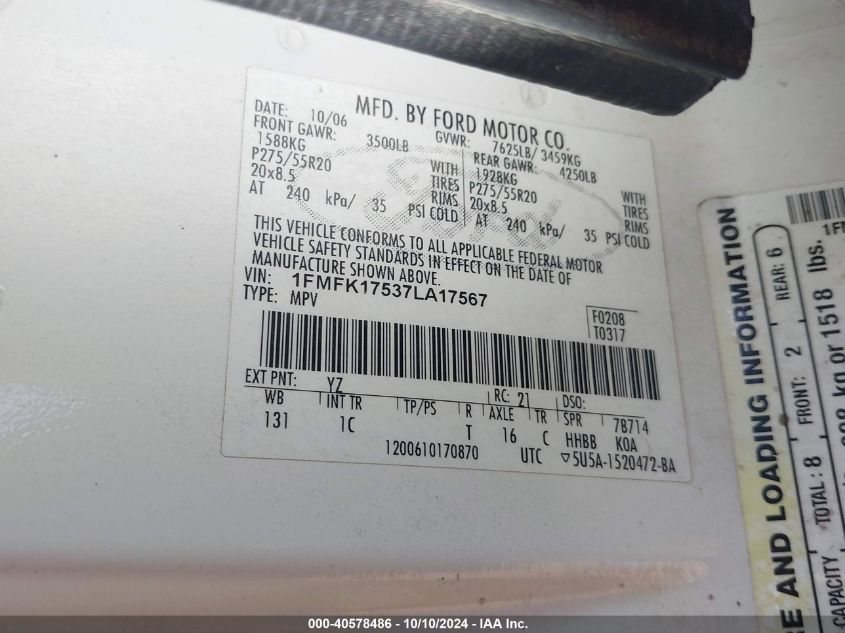 MFD. BY FORD MOTOR CO.
DATE: 10/06 GVWR: 7625LB/ 3459KG
FRONT GAWR: 3500LB REAR GAWR: 4250LB
1588KG WITH 1928KG WITH
P275/55R20 TIRES P275/55R20 TIRES
20x8.5 RIMS 20x8.5 RIMS
AT 240 kPa/ 35 PSI COLD AT 240 kPa/ 35 PSI COLD
THIS VEHICLE CONFORMS TO ALL APPLICABLE FEDERAL MOTOR
VEHICLE SAFETY STANDARDS IN EFFECT ON THE DATE OF
MANUFACTURE SHOWN ABOVE.
VIN: 1FMFK17537LA17567
TYPE: MPV
F0208
T0317
EXT PNT: YZ RC: 21 DSO:
WB INT TR TP/PS R AXLE TR SPR 7B714
131 1C T 16 C HHBB KOA
1200610170870 UTC ▽5U5A-1520472-BA
E AND LOADING INFORMATION
CAPACITY TOTAL : 8 FRONT: 2 REAR: 6
kg or 1518 lbs.
1FM
000-40578486 - 10/10/2024 - IAA Inc.